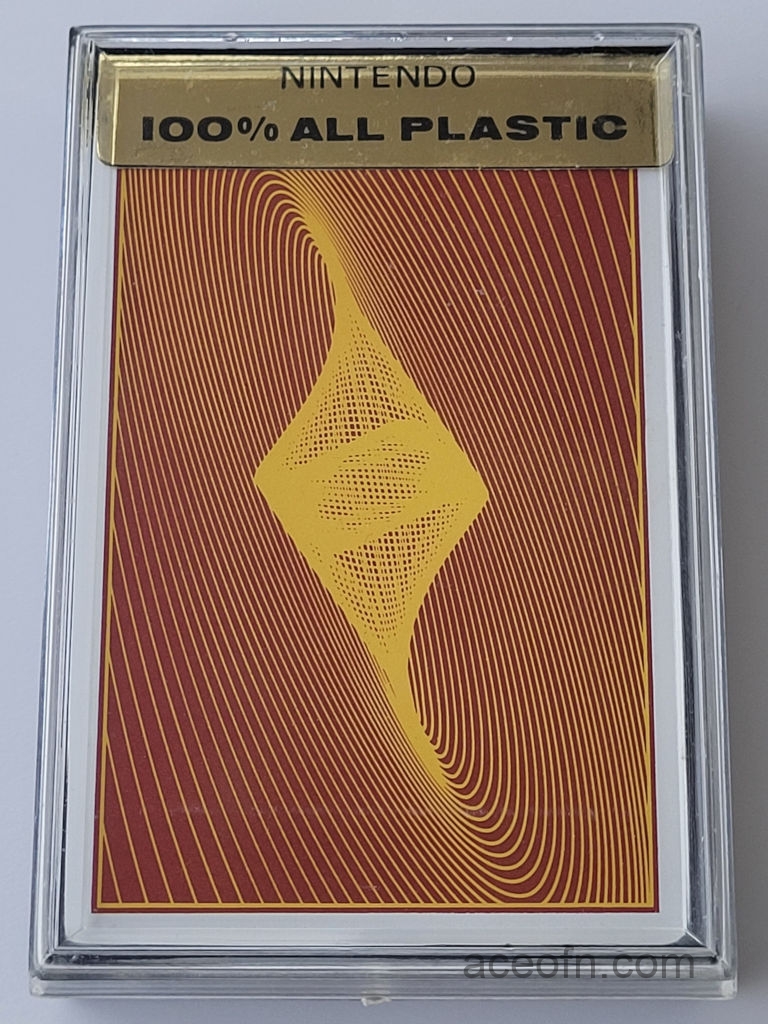 NINTENDO
100% ALL PLASTIC
aceofn.com